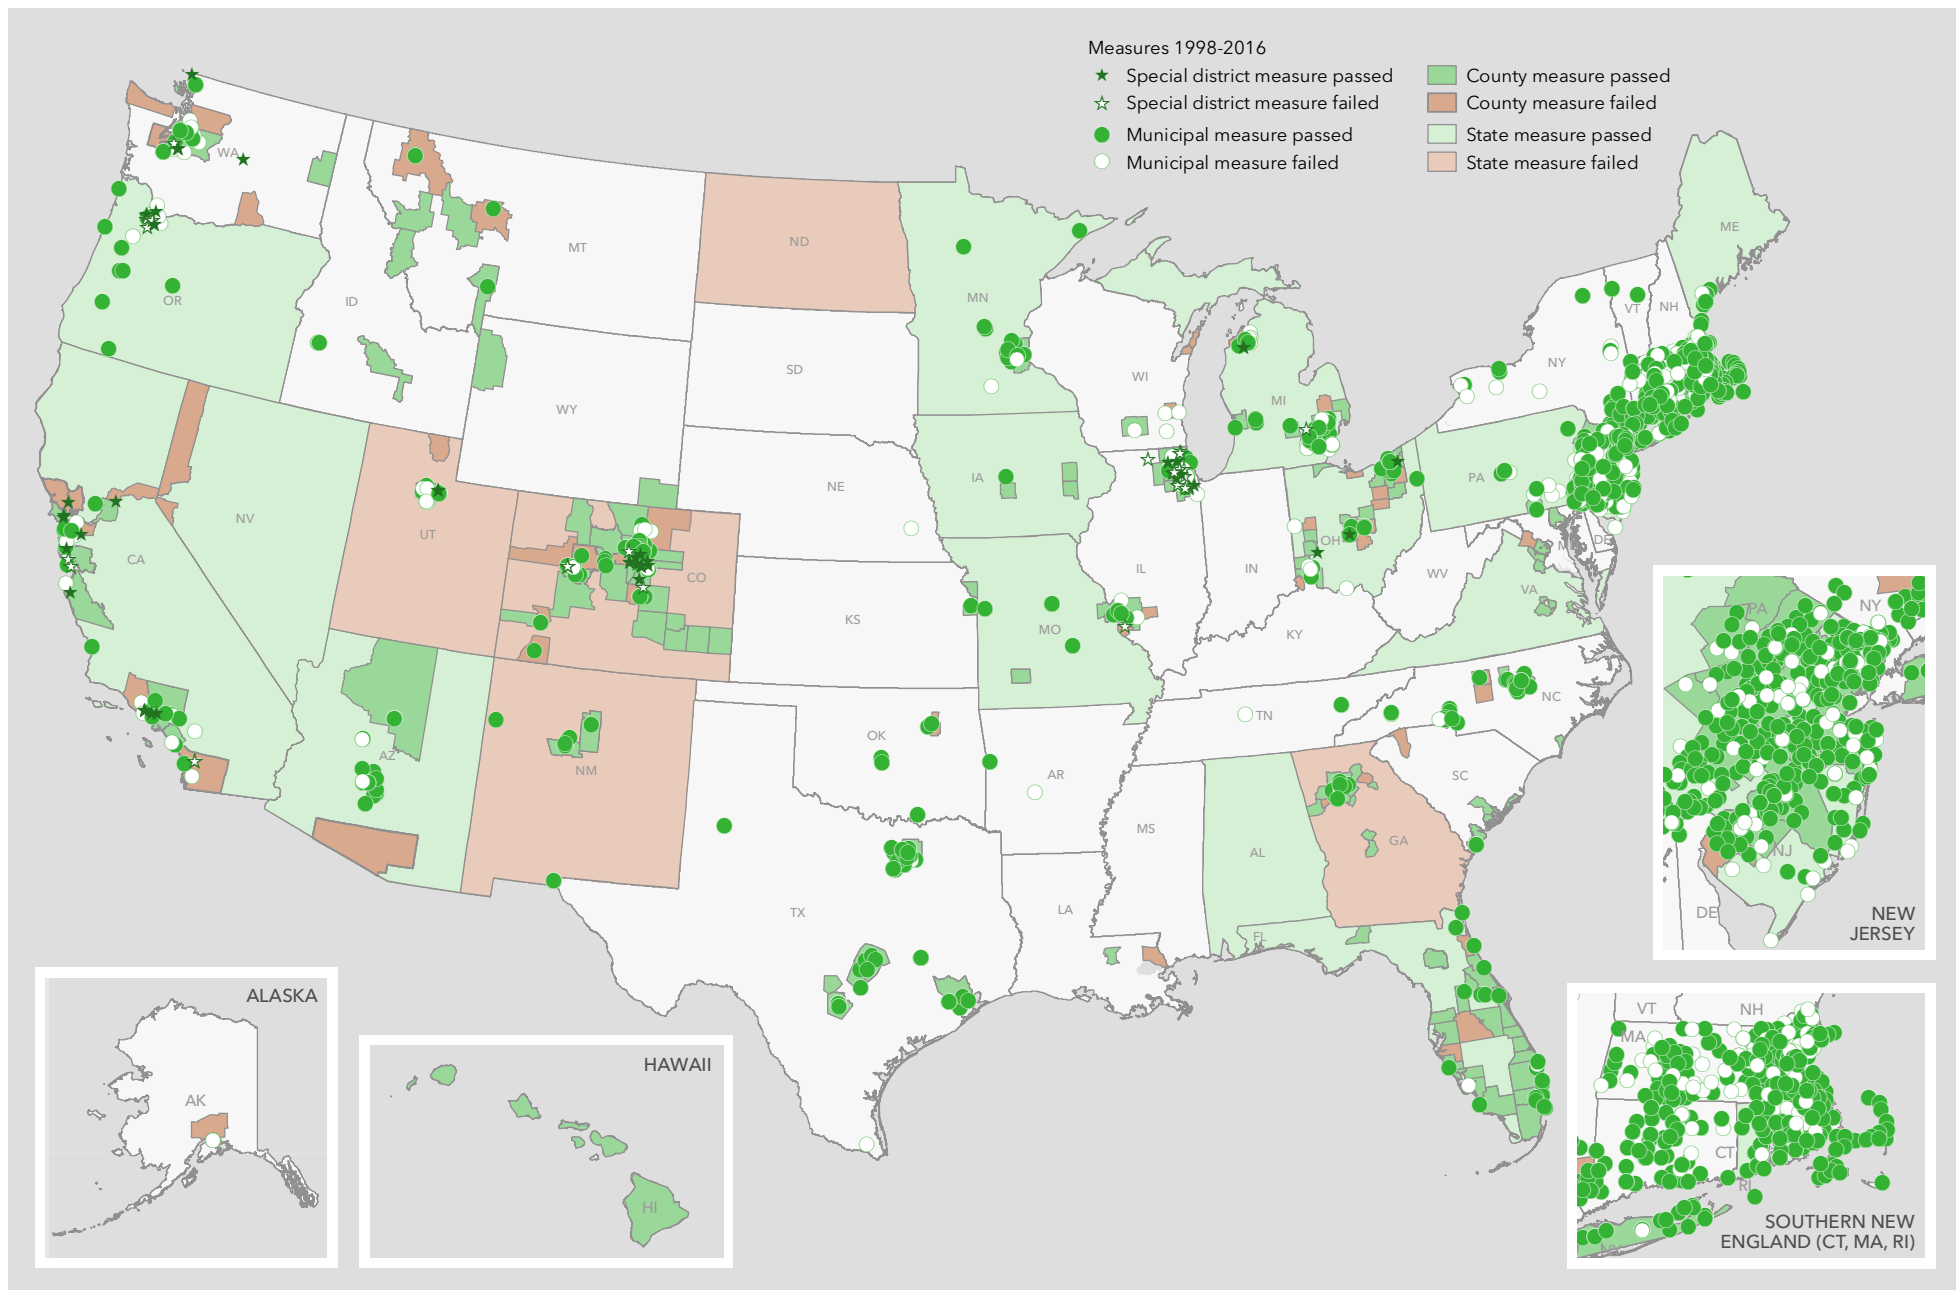 Measures 1998-2016
Special district measure passed
Special district measure failed
Municipal measure passed
Municipal measure failed
County measure passed
County measure failed
State measure passed
State measure failed
WA
OR
ID
MT
ND
MN
SD
WY
WI
MI
NY
VT
NH
ME
NV
UT
CA
CO
NE
IA
IL
IN
OH
PA
WV
VA
DE
KS
MO
KY
AZ
NM
OK
AR
TN
NC
SC
MS
AL
GA
TX
LA
FL
ALASKA
AK
HAWAII
HI
PA
NY
NJ
DE
NEW
JERSEY
VT
NH
MA
CT
RI
NY
SOUTHERN NEW
ENGLAND (CT, MA, RI)